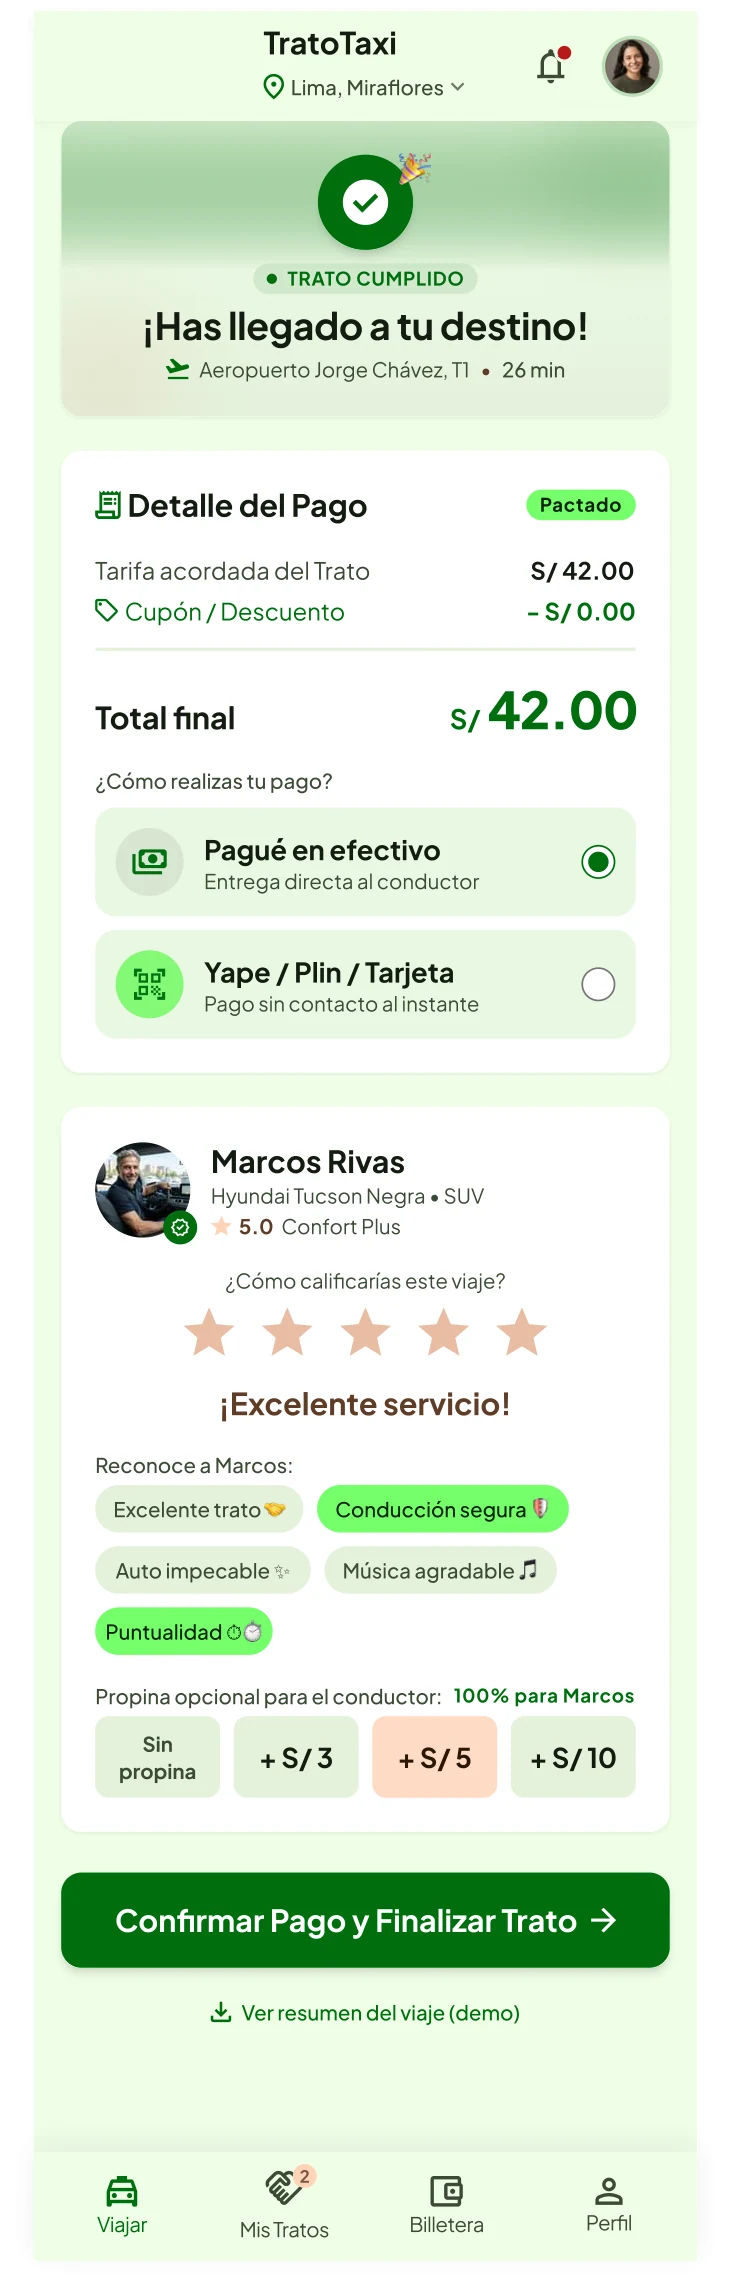 TratoTaxi
Lima, Miraflores
TRATO CUMPLIDO
¡Has llegado a tu destino!
Aeropuerto Jorge Chávez, T1 • 26 min
Detalle del Pago
Pactado
Tarifa acordada del Trato
S/ 42.00
Cupón / Descuento
- S/ 0.00
Total final
S/ 42.00
¿Cómo realizas tu pago?
Pagué en efectivo
Entrega directa al conductor
Yape / Plin / Tarjeta
Pago sin contacto al instante
Marcos Rivas
Hyundai Tucson Negra • SUV
5.0 Confort Plus
¿Cómo calificarías este viaje?
¡Excelente servicio!
Reconoce a Marcos:
Excelente trato🤝
Conducción segura🛡️
Auto impecable✨
Música agradable🎵
Puntualidad⏱⏱️
Propina opcional para el conductor: 100% para Marcos
Sin
propina
+ S/ 3
+ S/ 5
+ S/ 10
Confirmar Pago y Finalizar Trato →
Ver resumen del viaje (demo)
Viajar
2
Mis Tratos
Billetera
Perfil